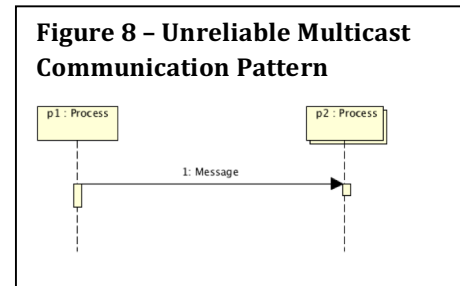 Figure 8 – Unreliable Multicast
Communication Pattern
p1 : Process
p2 : Process
1: Message